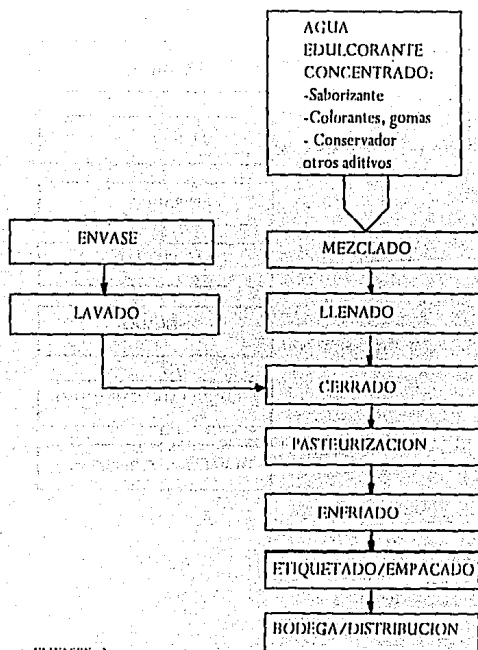 AGUA
EDULCORANTE
CONCENTRADO:
-Saborizante
-Colorantes, gomas
- Conservador
otros aditivos
ENVASE
MEZCLADO
LAVADO
LLENADO
CERRADO
PASTEURIZACION
ENFRIADO
ETIQUETADO/EMPACADO
BODEGA/DISTRIBUCION